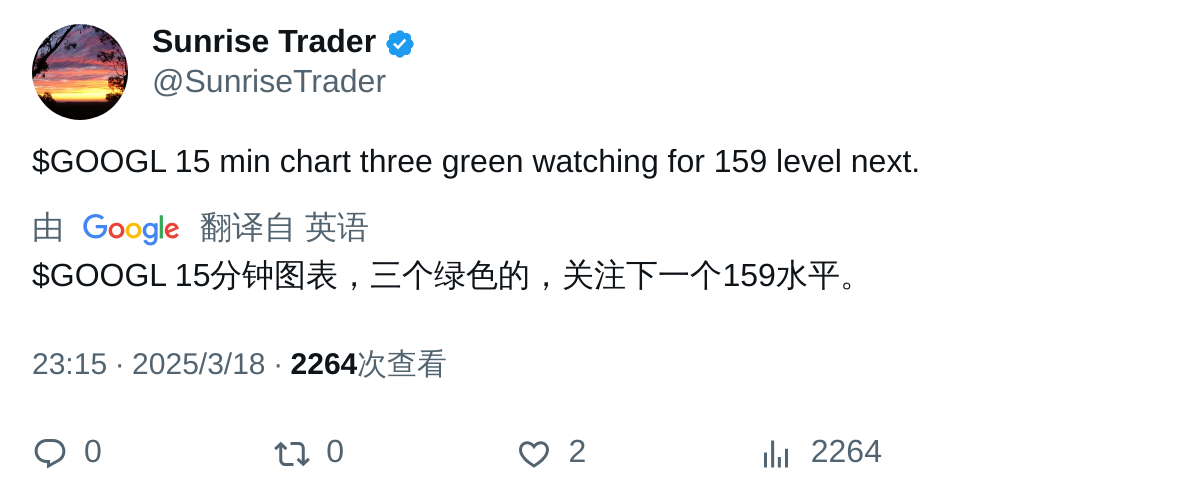 Sunrise Trader
@SunriseTrader
$GOOGL 15 min chart three green watching for 159 level next.
由 Google 翻译自 英语
$GOOGL 15分钟图表，三个绿色的，关注下一个159水平。
23:15 · 2025/3/18 · 2264次查看
0 0 2 2264